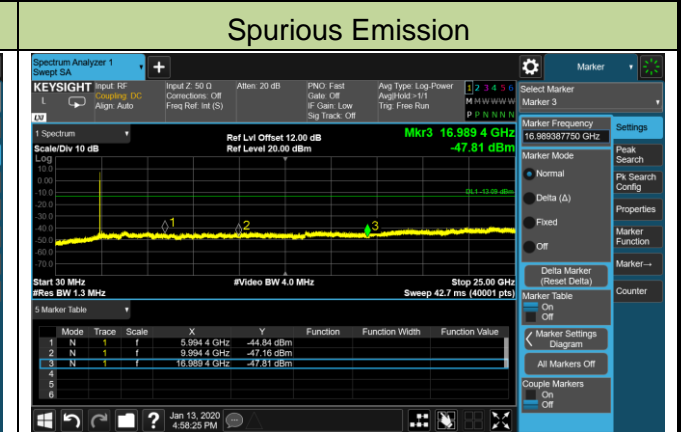 Spurious Emission
Spectrum Analyzer 1
Swept SA
Marker
KEYSIGHT
L
LXI
Input: RF
Coupling: DC
Align: Auto
Input Z: 50 Ω
Corrections: Off
Freq Ref: Int (S)
Atten: 20 dB
PNO: Fast
Gate: Off
IF Gain: Low
Sig Track: Off
Avg Type: Log-Power
Avg|Hold:>1/1
Trig: Free Run
1 2 3 4 5 6
M M W W W W
P P N N N N
Select Marker
Marker 3
1 Spectrum
Scale/Div 10 dB
Log
Ref Lvl Offset 12.00 dB
Ref Level 20.00 dBm
Mkr3 16.989 4 GHz
-47.81 dBm
10.0
0.00
-10.0
-20.0
-30.0
-40.0
-50.0
-60.0
-70.0
DL1 -13.09 dBm
1
2
3
Start 30 MHz
#Res BW 1.3 MHz
#Video BW 4.0 MHz
Stop 25.00 GHz
Sweep 42.7 ms (40001 pts)
5 Marker Table
Mode Trace Scale X Y Function Function Width Function Value
1 N 1 f 5.994 4 GHz -44.84 dBm
2 N 1 f 9.994 4 GHz -47.16 dBm
3 N 1 f 16.989 4 GHz -47.81 dBm
4
5
6
Marker Frequency
16.989387750 GHz
Marker Mode
Normal
Delta (Δ)
Fixed
Off
Delta Marker
(Reset Delta)
Marker Table
On
Off
Marker Settings
Diagram
All Markers Off
Couple Markers
On
Off
Settings
Peak
Search
Pk Search
Config
Properties
Marker
Function
Marker→
Counter
?
Jan 13, 2020
4:58:25 PM